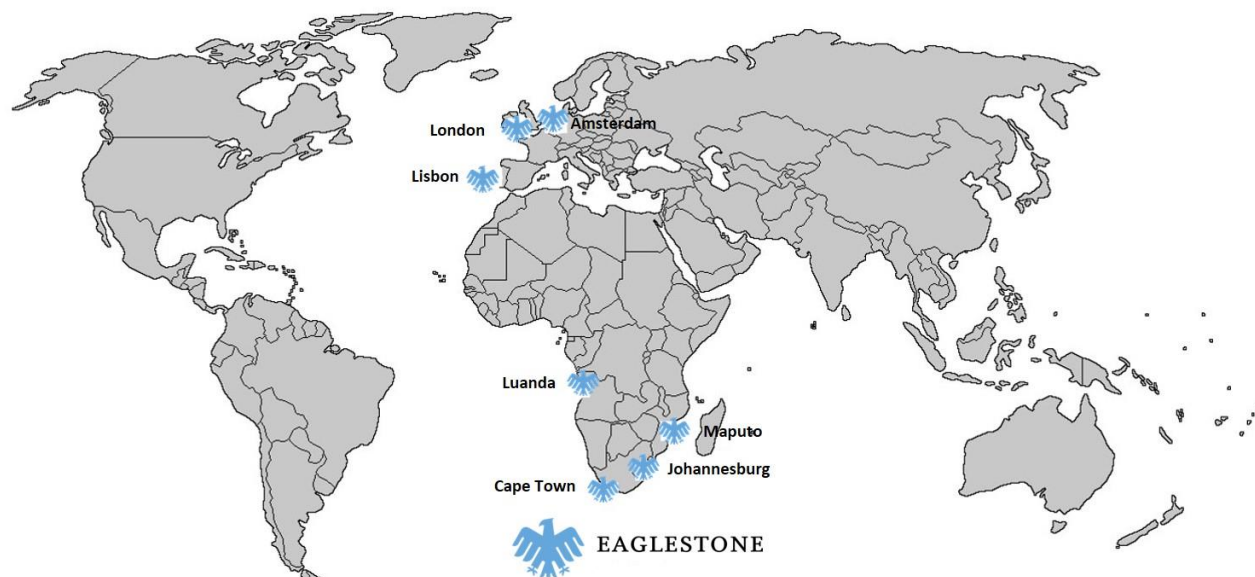 London
Amsterdam
Lisbon
Luanda
Maputo
Johannesburg
Cape Town
EAGLESTONE